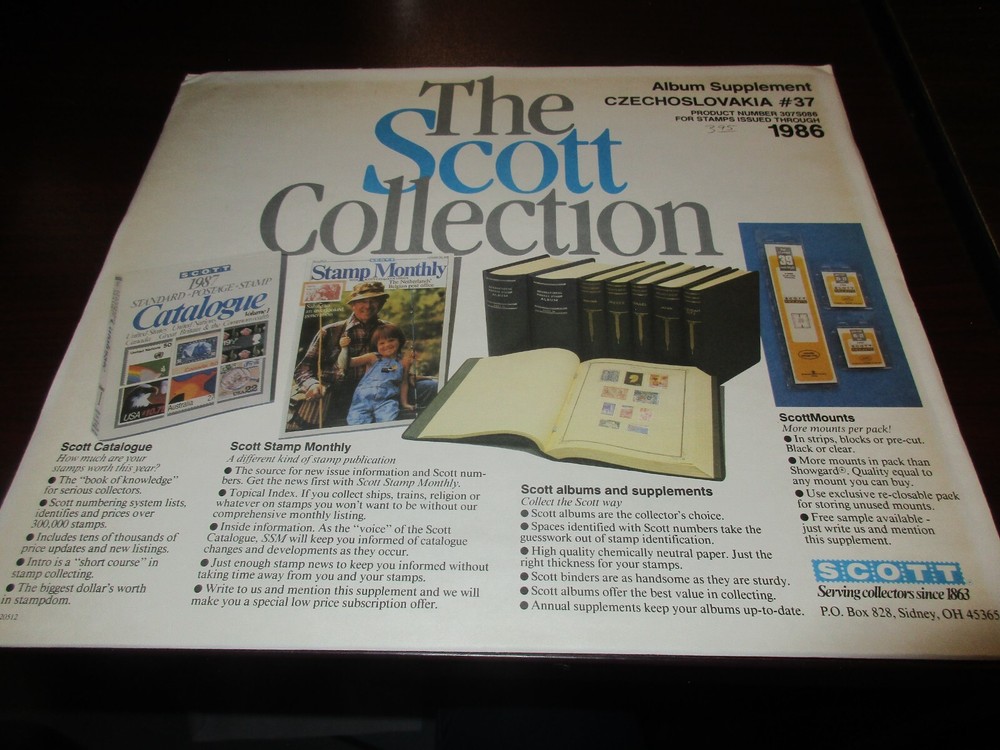 The
Scott
Collection
Album Supplement
CZECHOSLOVAKIA #37
PRODUCT NUMBER 307S086
FOR STAMPS ISSUED THROUGH
395
1986
SCOTT
1987
STANDARD·POSTAGE·STAMP
Catalogue
Volume 1
United Nations
USA
Australia
SCOTT
Stamp Monthly
The Netherlands'
39
Scott Catalogue
How much are your
stamps worth this year?
● The "book of knowledge"
for serious collectors.
● Scott numbering system lists,
identifies and prices over
300,000 stamps.
● Includes tens of thousands of
price updates and new listings.
● Intro is a "short course" in
stamp collecting.
● The biggest dollar's worth
in stampdom.
Scott Stamp Monthly
A different kind of stamp publication
● The source for new issue information and Scott num-
bers. Get the news first with Scott Stamp Monthly.
● Topical Index. If you collect ships, trains, religion or
whatever on stamps you won't want to be without our
comprehensive monthly listing.
● Inside information. As the "voice" of the Scott
Catalogue, SSM will keep you informed of catalogue
changes and developments as they occur.
● Just enough stamp news to keep you informed without
taking time away from you and your stamps.
● Write to us and mention this supplement and we will
make you a special low price subscription offer.
Scott albums and supplements
Collect the Scott way
● Scott albums are the collector's choice.
● Spaces identified with Scott numbers take the
guesswork out of stamp identification.
● High quality chemically neutral paper. Just the
right thickness for your stamps.
● Scott binders are as handsome as they are sturdy.
● Scott albums offer the best value in collecting.
● Annual supplements keep your albums up-to-date.
ScottMounts
More mounts per pack!
● In strips, blocks or pre-cut.
Black or clear.
● More mounts in pack than
Showgard®. Quality equal to
any mount you can buy.
● Use exclusive re-closable pack
for storing unused mounts.
● Free sample available -
just write us and mention
this supplement.
SCOTT
Serving collectors since 1863
P.O. Box 828, Sidney, OH 45365